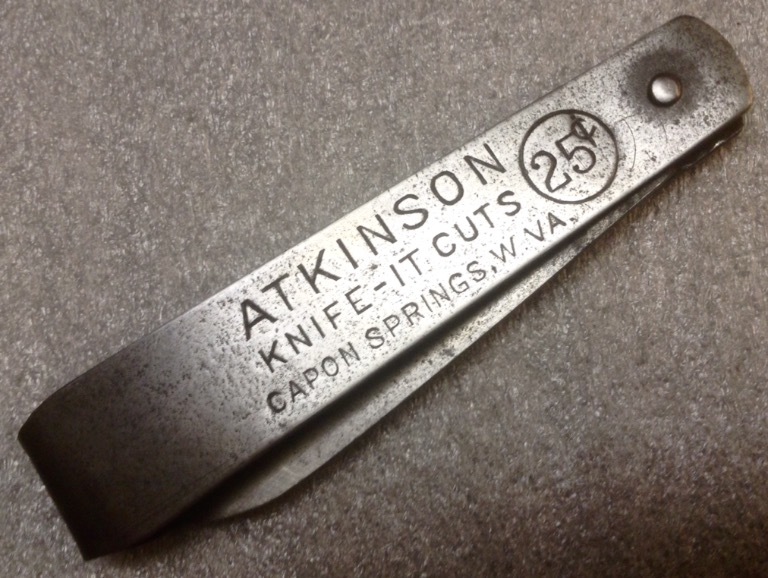 ATKINSON
KNIFE-IT CUTS
CAPON SPRINGS, W. VA.
25¢